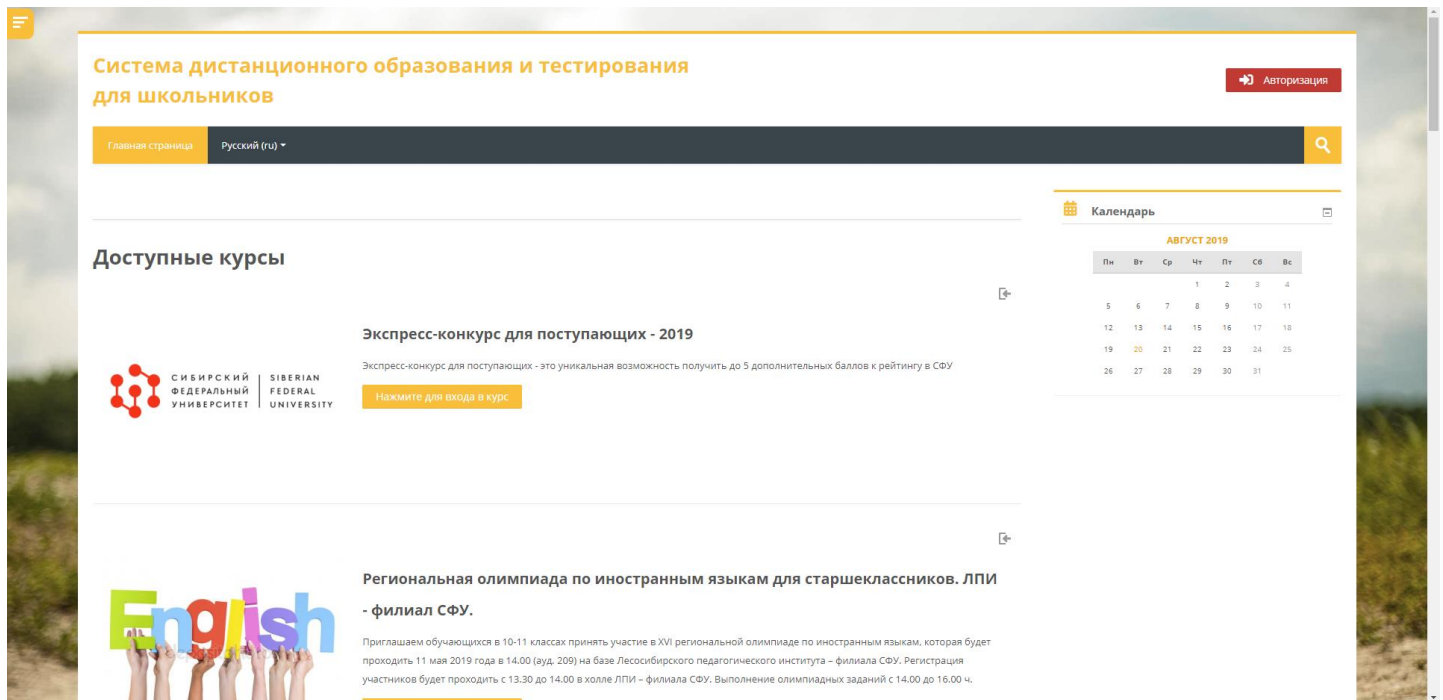 Система дистанционного образования и тестирования
для школьников
Авторизация
Главная страница
Русский (ru)
Календарь
АВГУСТ 2019
Пн Вт Ср Чт Пт Сб Вс
1 2 3 4
5 6 7 8 9 10 11
12 13 14 15 16 17 18
19 20 21 22 23 24 25
26 27 28 29 30 31
Доступные курсы
СИБИРСКИЙ
ФЕДЕРАЛЬНЫЙ
УНИВЕРСИТЕТ
SIBERIAN
FEDERAL
UNIVERSITY
Экспресс-конкурс для поступающих - 2019
Экспресс-конкурс для поступающих - это уникальная возможность получить до 5 дополнительных баллов к рейтингу в СФУ
Нажмите для входа в курс
English
Региональная олимпиада по иностранным языкам для старшеклассников. ЛПИ
- филиал СФУ.
Приглашаем обучающихся в 10-11 классах принять участие в XVI региональной олимпиаде по иностранным языкам, которая будет
проходить 11 мая 2019 года в 14.00 (ауд. 209) на базе Лесосибирского педагогического института – филиала СФУ. Регистрация
участников будет проходить с 13.30 до 14.00 в холле ЛПИ – филиала СФУ. Выполнение олимпиадных заданий с 14.00 до 16.00 ч.